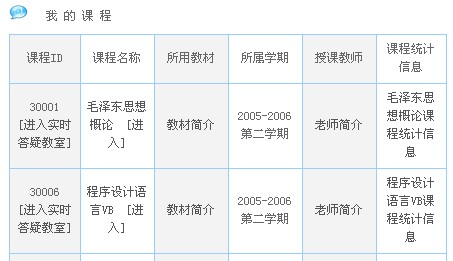 我的课程
课程ID 课程名称 所用教材 所属学期 授课教师 课程统计
信息
30001
[进入实时
答疑教室]
毛泽东思想
概论 [进
入]
教材简介
2005-2006
第二学期
老师简介
毛泽东思
想概论课
程统计信
息
30006
[进入实时
答疑教室]
程序设计语
言VB [进
入]
教材简介
2005-2006
第二学期
老师简介
程序设计
语言VB课
程统计信
息